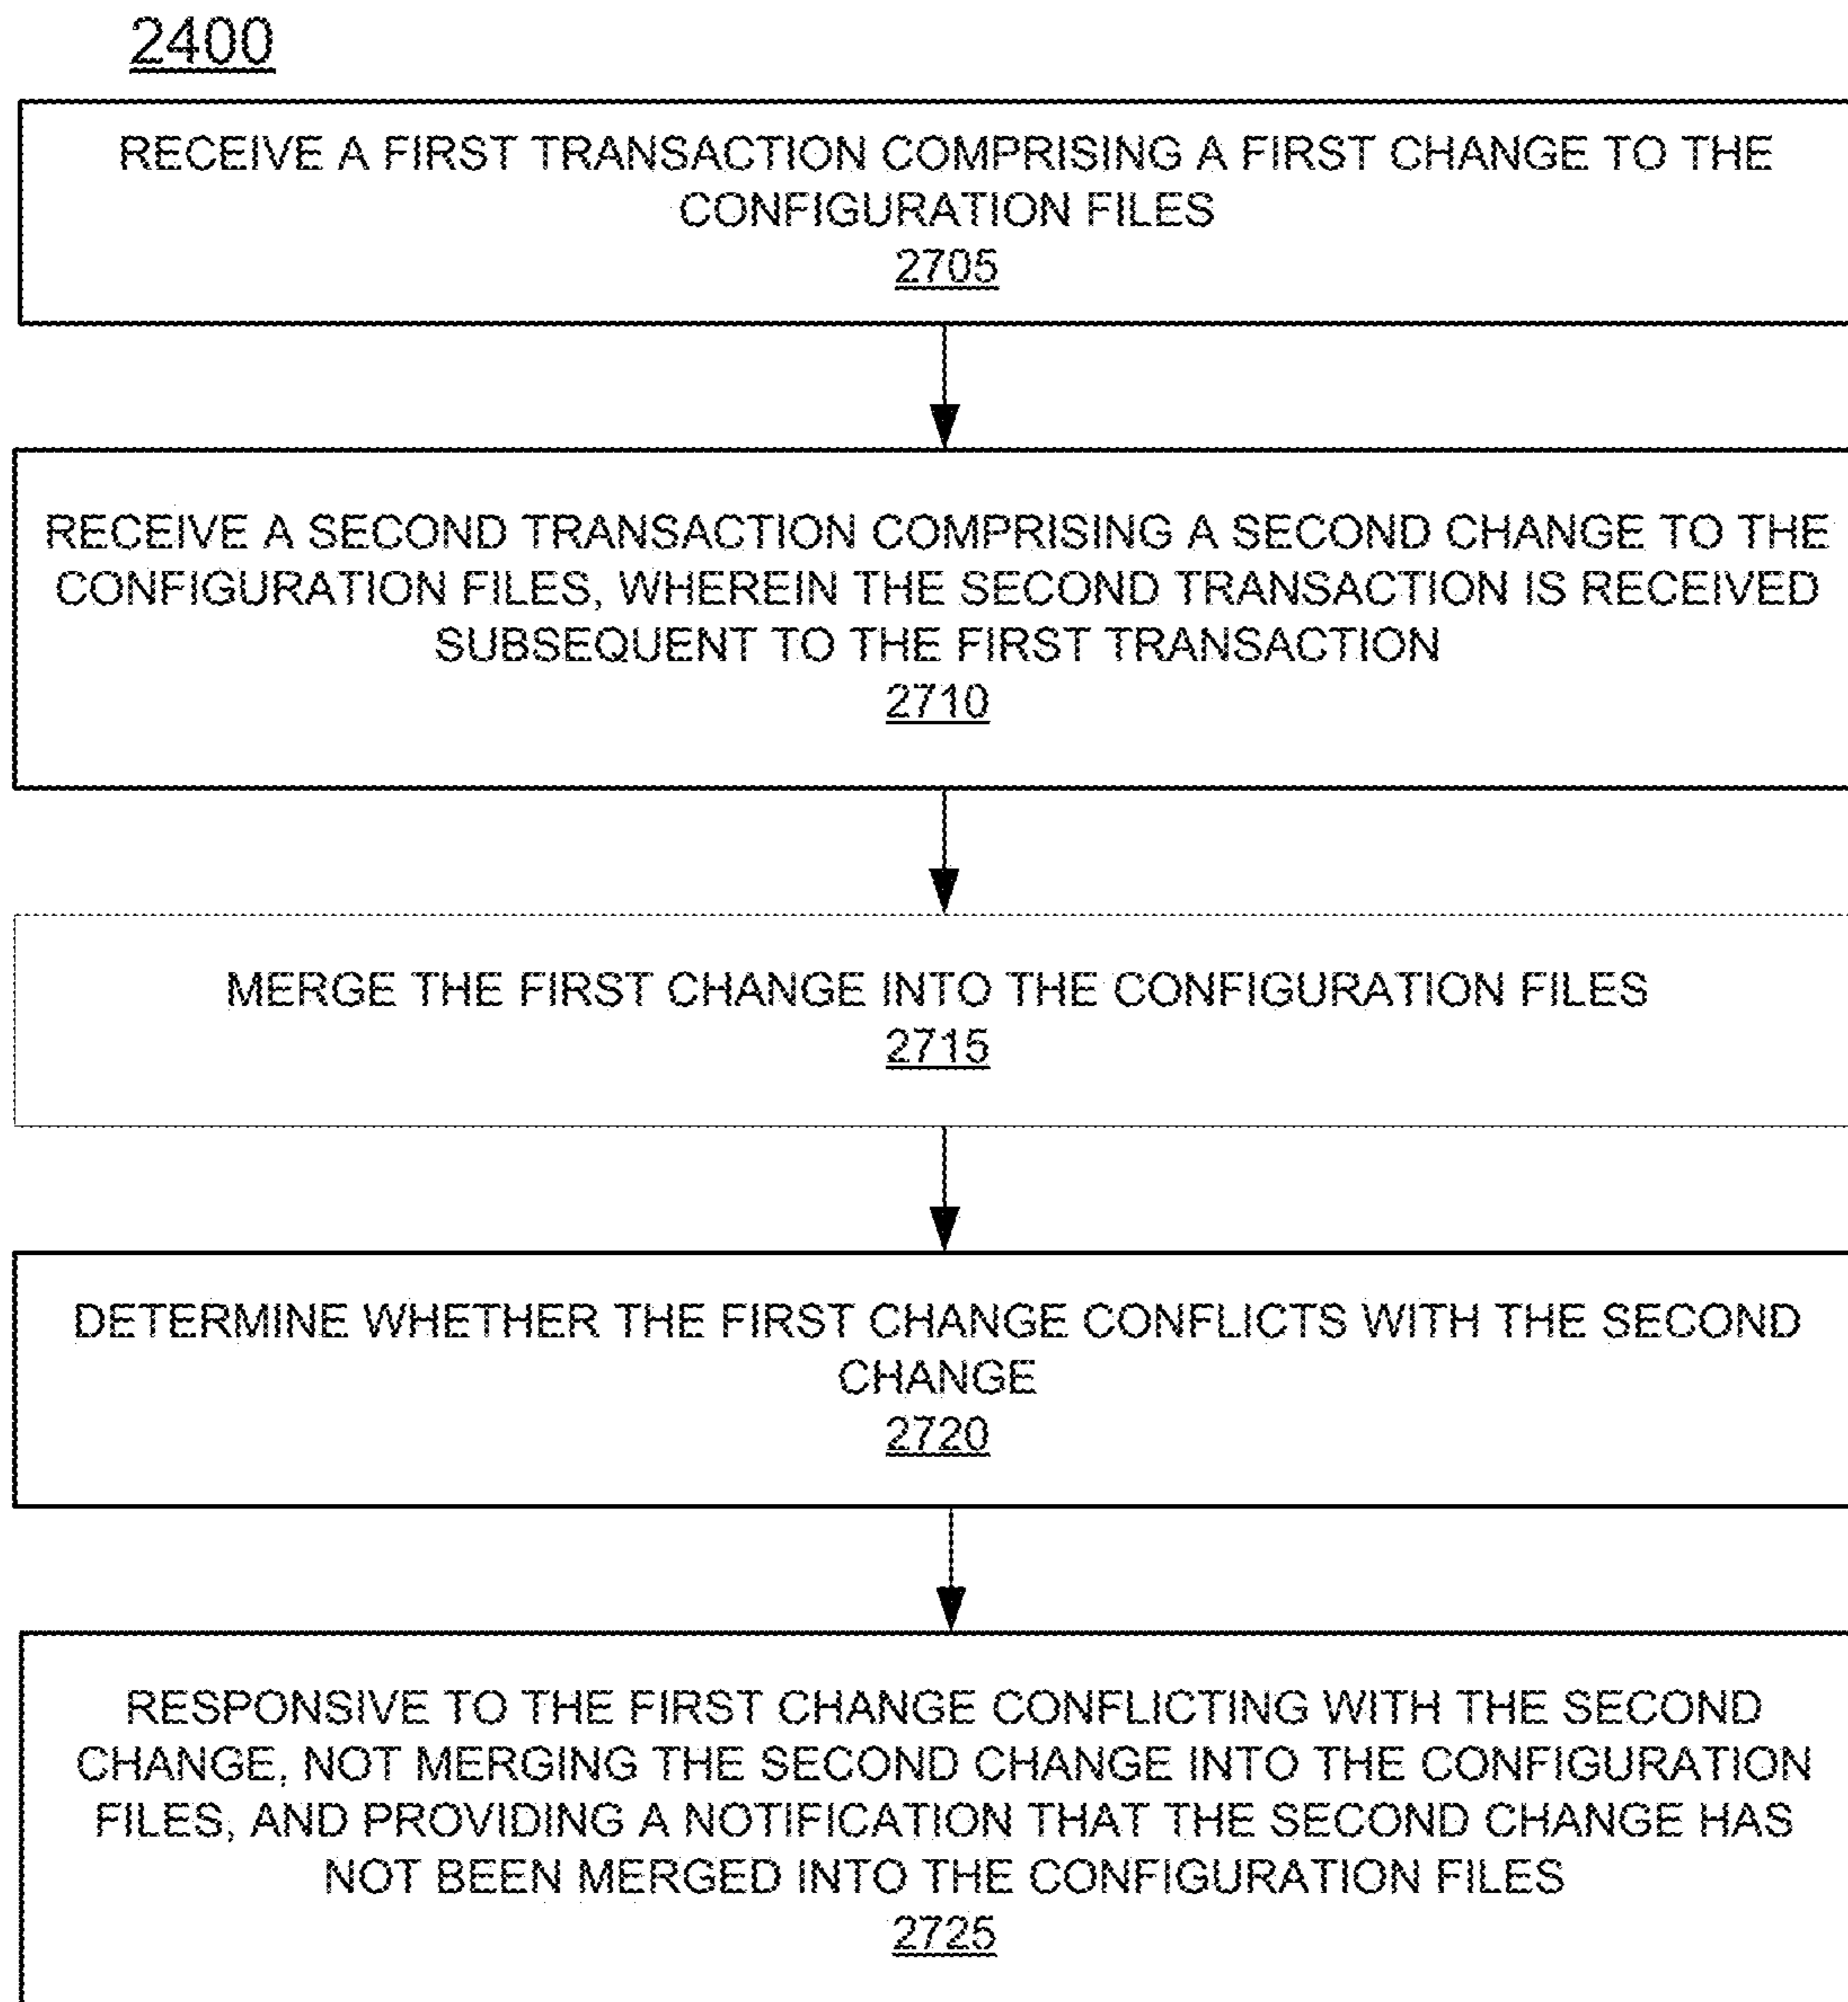 2400
RECEIVE A FIRST TRANSACTION COMPRISING A FIRST CHANGE TO THE
CONFIGURATION FILES
2705
RECEIVE A SECOND TRANSACTION COMPRISING A SECOND CHANGE TO THE
CONFIGURATION FILES, WHEREIN THE SECOND TRANSACTION IS RECEIVED
SUBSEQUENT TO THE FIRST TRANSACTION
2710
MERGE THE FIRST CHANGE INTO THE CONFIGURATION FILES
2715
DETERMINE WHETHER THE FIRST CHANGE CONFLICTS WITH THE SECOND
CHANGE
2720
RESPONSIVE TO THE FIRST CHANGE CONFLICTING WITH THE SECOND
CHANGE, NOT MERGING THE SECOND CHANGE INTO THE CONFIGURATION
FILES, AND PROVIDING A NOTIFICATION THAT THE SECOND CHANGE HAS
NOT BEEN MERGED INTO THE CONFIGURATION FILES
2725